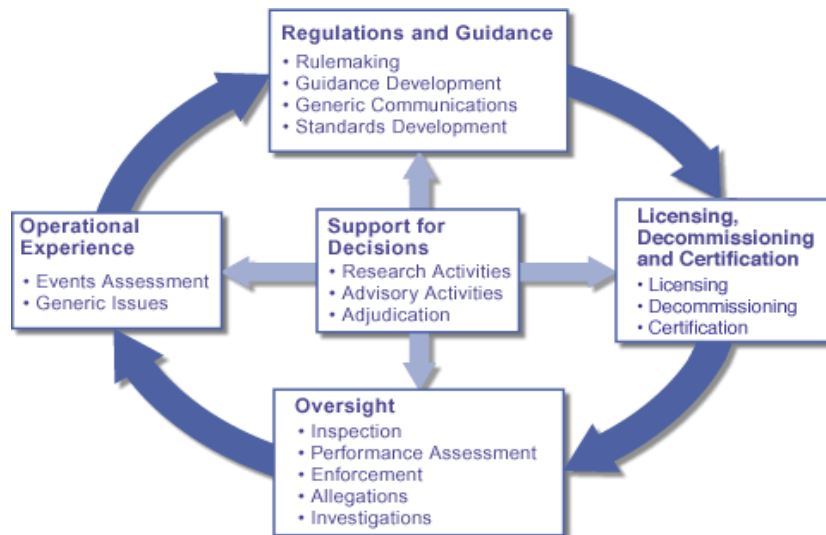 Regulations and Guidance
• Rulemaking
• Guidance Development
• Generic Communications
• Standards Development
Operational
Experience
• Events Assessment
• Generic Issues
Support for
Decisions
• Research Activities
• Advisory Activities
• Adjudication
Licensing,
Decommissioning
and Certification
• Licensing
• Decommissioning
• Certification
Oversight
• Inspection
• Performance Assessment
• Enforcement
• Allegations
• Investigations